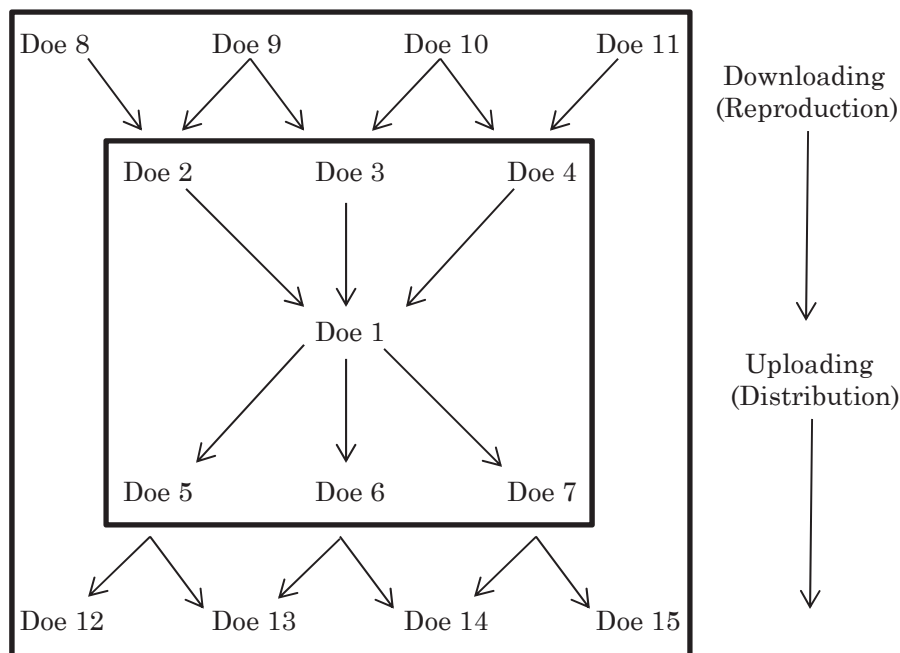 Doe 8 Doe 9 Doe 10 Doe 11
Downloading
(Reproduction)
Doe 2 Doe 3 Doe 4
Doe 1
Uploading
(Distribution)
Doe 5 Doe 6 Doe 7
Doe 12 Doe 13 Doe 14 Doe 15